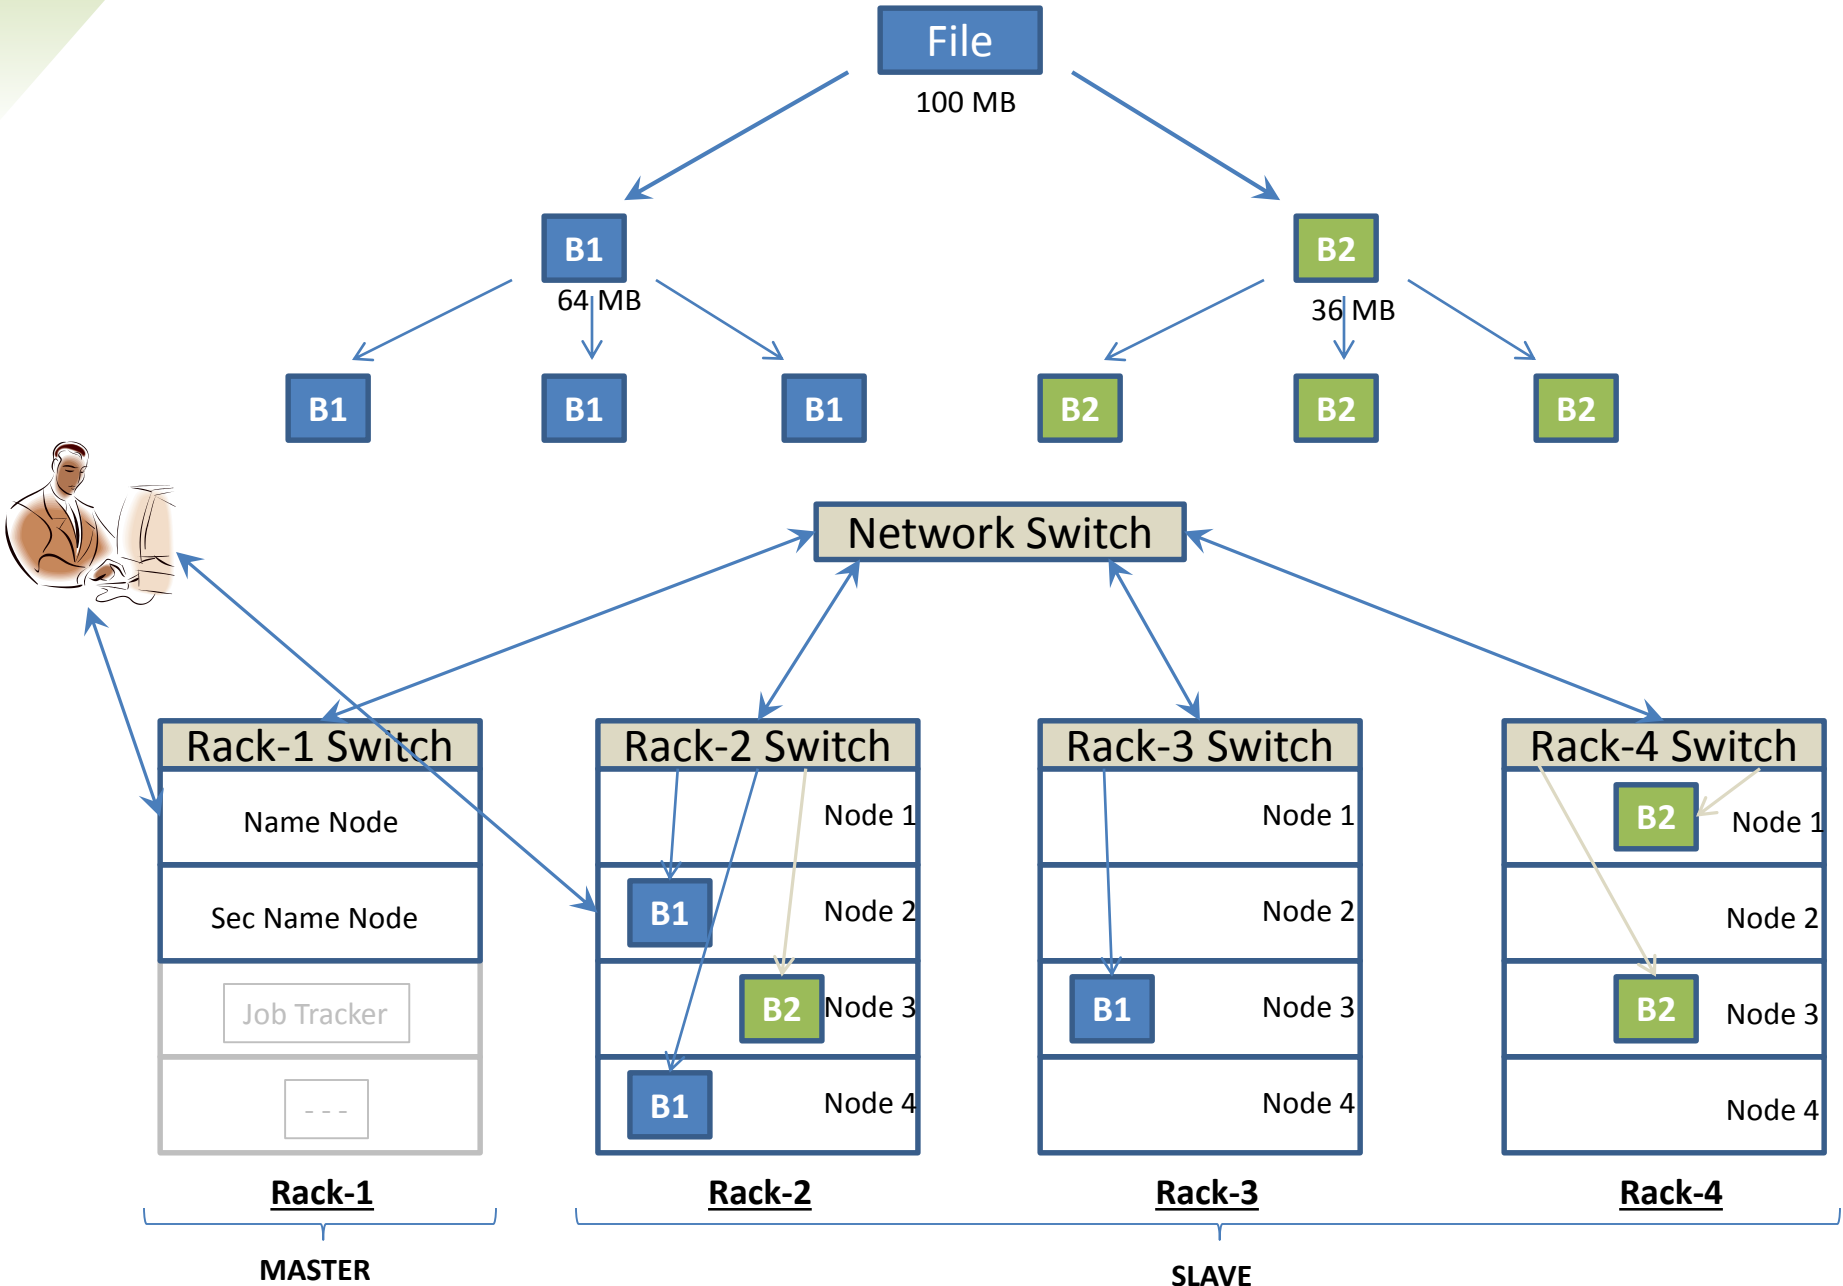 File
100 MB
B1
B2
64 MB
36 MB
B1
B1
B1
B2
B2
B2
Network Switch
Rack-1 Switch
Name Node
Sec Name Node
Job Tracker
- - -
Rack-1
Rack-2 Switch
Node 1
B1
Node 2
B2
Node 3
B1
Node 4
Rack-2
Rack-3 Switch
Node 1
Node 2
B1
Node 3
Node 4
Rack-3
Rack-4 Switch
B2
Node 1
Node 2
B2
Node 3
Node 4
Rack-4
MASTER
SLAVE